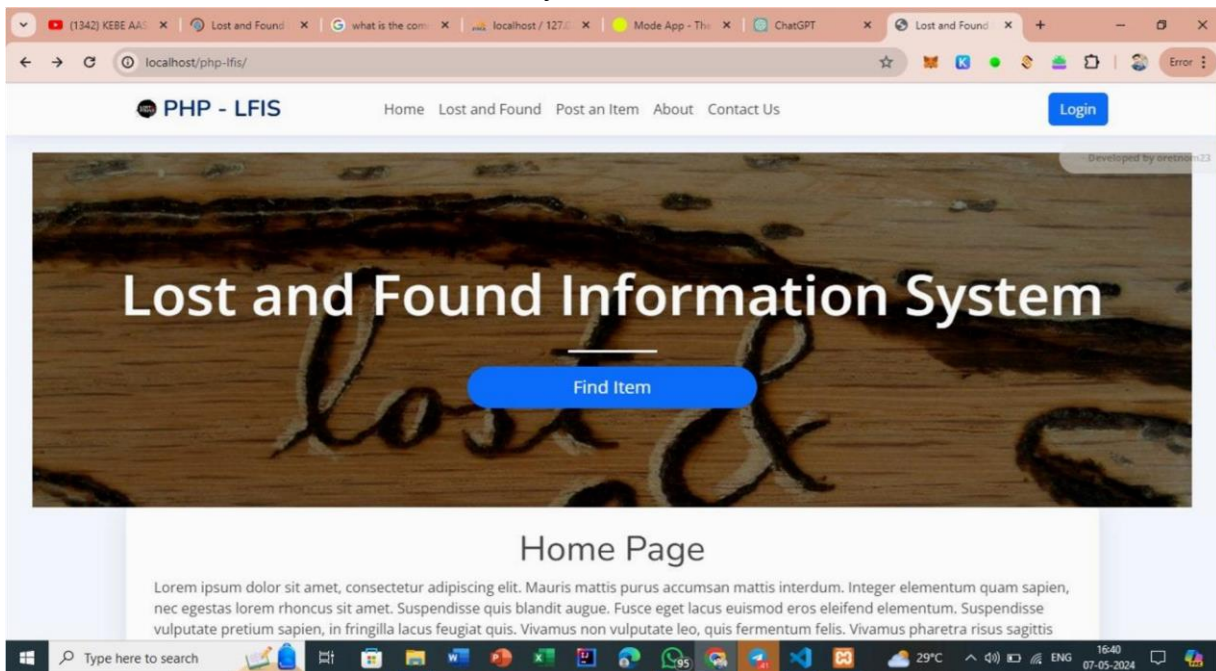 (1342) KEBE AAS
Lost and Found
what is the com
localhost / 127.0
Mode App - The
ChatGPT
Lost and Found
localhost/php-lfis/
Error
PHP - LFIS
Home Lost and Found Post an Item About Contact Us
Login
Developed by oretnom23
Lost and Found Information System
Find Item
lost &
Home Page
Lorem ipsum dolor sit amet, consectetur adipiscing elit. Mauris mattis purus accumsan mattis interdum. Integer elementum quam sapien,
nec egestas lorem rhoncus sit amet. Suspendisse quis blandit augue. Fusce eget lacus euismod eros eleifend elementum. Suspendisse
vulputate pretium sapien, in fringilla lacus feugiat quis. Vivamus non vulputate leo, quis fermentum felis. Vivamus pharetra risus sagittis
Type here to search
95
29°C
ENG
16:40
07-05-2024